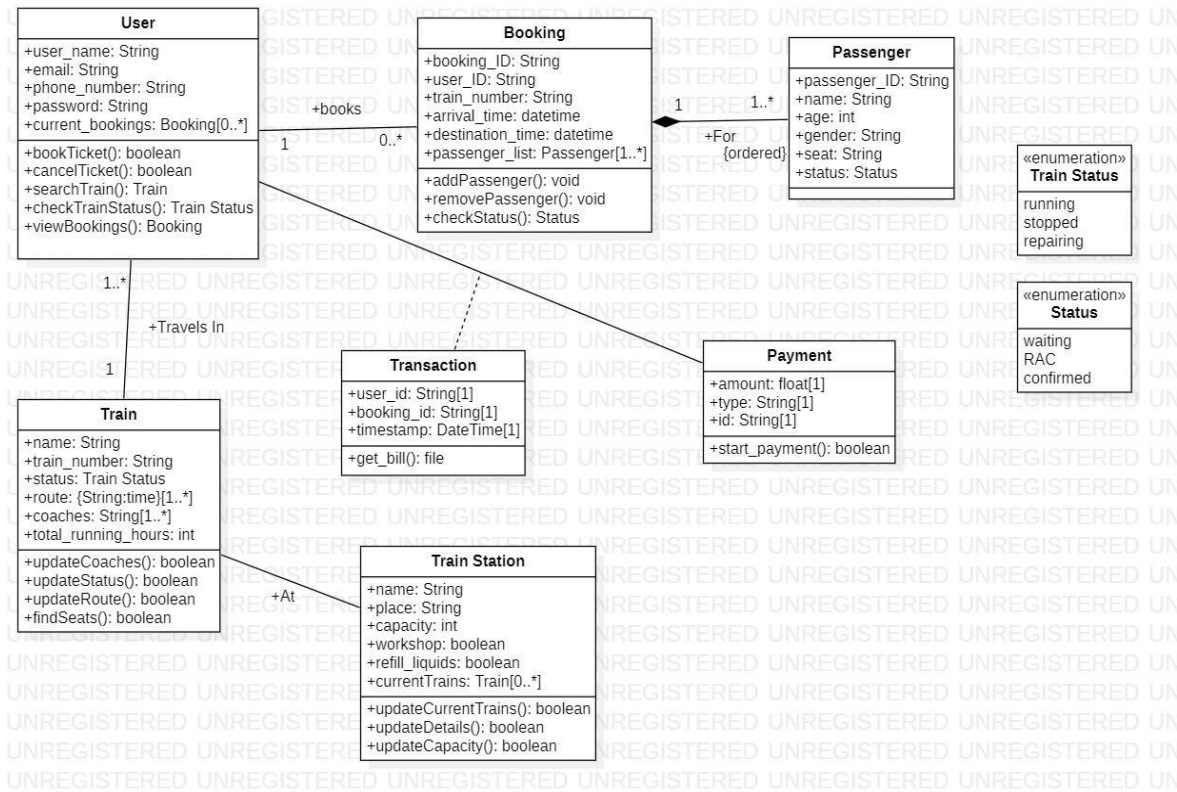 User
+user_name: String
+email: String
+phone_number: String
+password: String
+current_bookings: Booking[0..*]
+bookTicket(): boolean
+cancelTicket(): boolean
+searchTrain(): Train
+checkTrainStatus(): Train Status
+viewBookings(): Booking
+books
1
0..*
Booking
+booking_ID: String
+user_ID: String
+train_number: String
+arrival_time: datetime
+destination_time: datetime
+passenger_list: Passenger[1..*]
+addPassenger(): void
+removePassenger(): void
+checkStatus(): Status
1
1..*
+For
{ordered}
Passenger
+passenger_ID: String
+name: String
+age: int
+gender: String
+seat: String
+status: Status
«enumeration»
Train Status
running
stopped
repairing
«enumeration»
Status
waiting
RAC
confirmed
1..*
+Travels In
1
Transaction
+user_id: String[1]
+booking_id: String[1]
+timestamp: DateTime[1]
+get_bill(): file
Payment
+amount: float[1]
+type: String[1]
+id: String[1]
+start_payment(): boolean
Train
+name: String
+train_number: String
+status: Train Status
+route: {String:time}[1..*]
+coaches: String[1..*]
+total_running_hours: int
+updateCoaches(): boolean
+updateStatus(): boolean
+updateRoute(): boolean
+findSeats(): boolean
+At
Train Station
+name: String
+place: String
+capacity: int
+workshop: boolean
+refill_liquids: boolean
+currentTrains: Train[0..*]
+updateCurrentTrains(): boolean
+updateDetails(): boolean
+updateCapacity(): boolean
UNREGISTERED